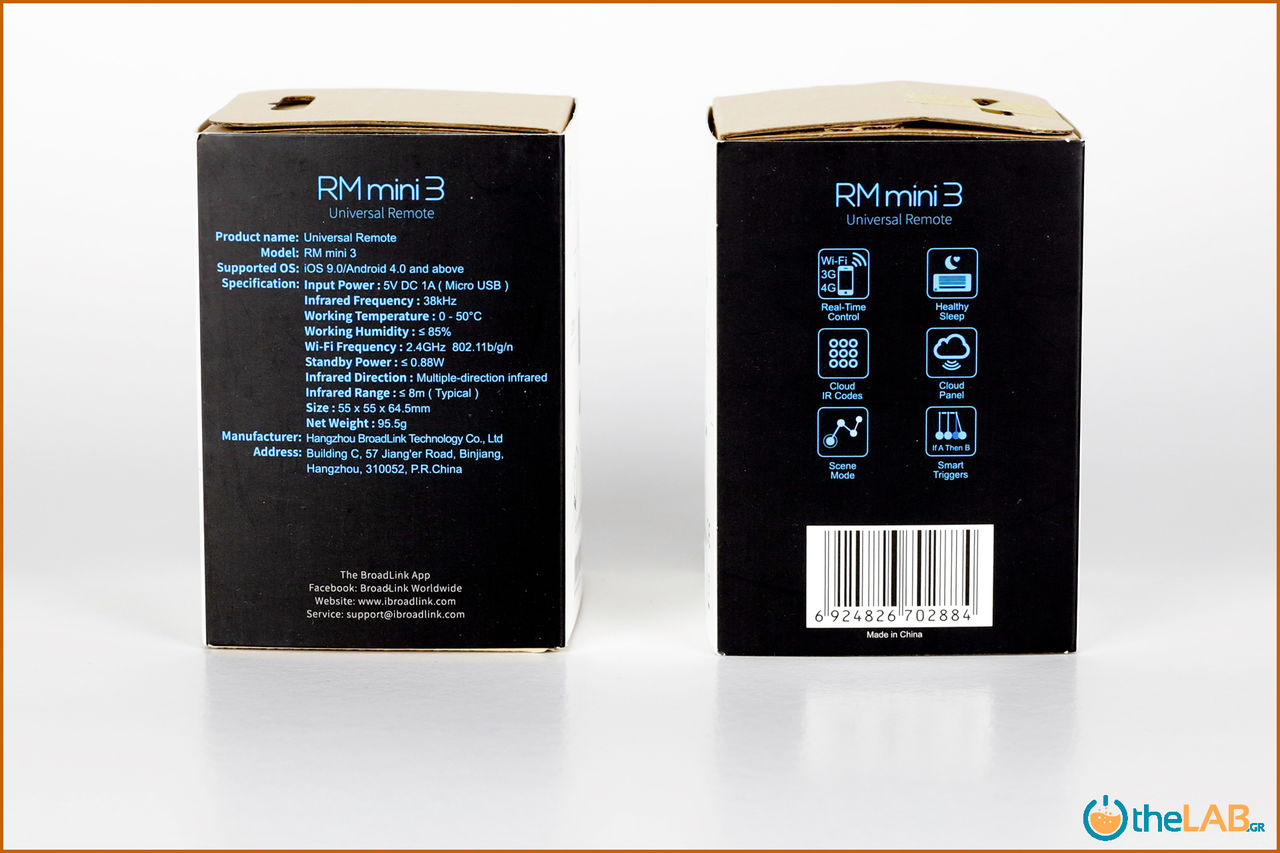 RM mini 3
Universal Remote
Product name: Universal Remote
Model: RM mini 3
Supported OS: iOS 9.0/Android 4.0 and above
Specification: Input Power : 5V DC 1A ( Micro USB )
Infrared Frequency : 38kHz
Working Temperature : 0 - 50°C
Working Humidity : ≤ 85%
Wi-Fi Frequency : 2.4GHz 802.11b/g/n
Standby Power : ≤ 0.88W
Infrared Direction : Multiple-direction infrared
Infrared Range : ≤ 8m ( Typical )
Size : 55 x 55 x 64.5mm
Net Weight : 95.5g
Manufacturer: Hangzhou BroadLink Technology Co., Ltd
Address: Building C, 57 Jiang'er Road, Binjiang,
Hangzhou, 310052, P.R.China
The BroadLink App
Facebook: BroadLink Worldwide
Website: www.ibroadlink.com
Service: support@ibroadlink.com
RM mini 3
Universal Remote
Wi-Fi
3G
4G
Real-Time
Control
Healthy
Sleep
Cloud
IR Codes
Cloud
Panel
Scene
Mode
If A Then B
Smart
Triggers
6 924826 702884
Made in China
theLAB.GR